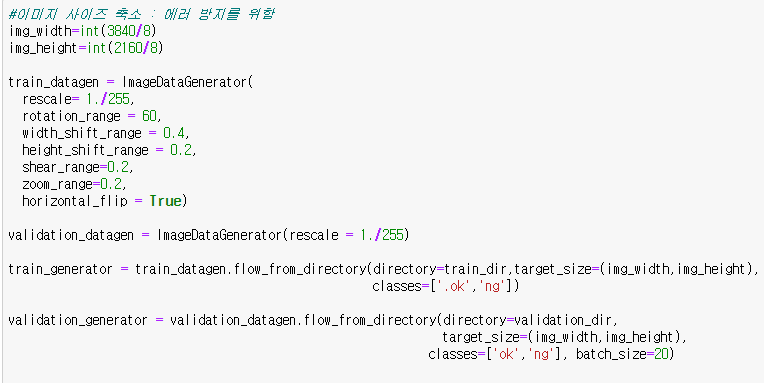 #이미지 사이즈 축소 : 에러 방지를 위함
img_width=int(3840/8)
img_height=int(2160/8)
train_datagen = ImageDataGenerator(
rescale= 1./255,
rotation_range = 60,
width_shift_range = 0.4,
height_shift_range = 0.2,
shear_range=0.2,
zoom_range=0.2,
horizontal_flip = True)
validation_datagen = ImageDataGenerator(rescale = 1./255)
train_generator = train_datagen.flow_from_directory(directory=train_dir,target_size=(img_width,img_height),
classes=['.ok','ng'])
validation_generator = validation_datagen.flow_from_directory(directory=validation_dir,
target_size=(img_width,img_height),
classes=['ok','ng'], batch_size=20)